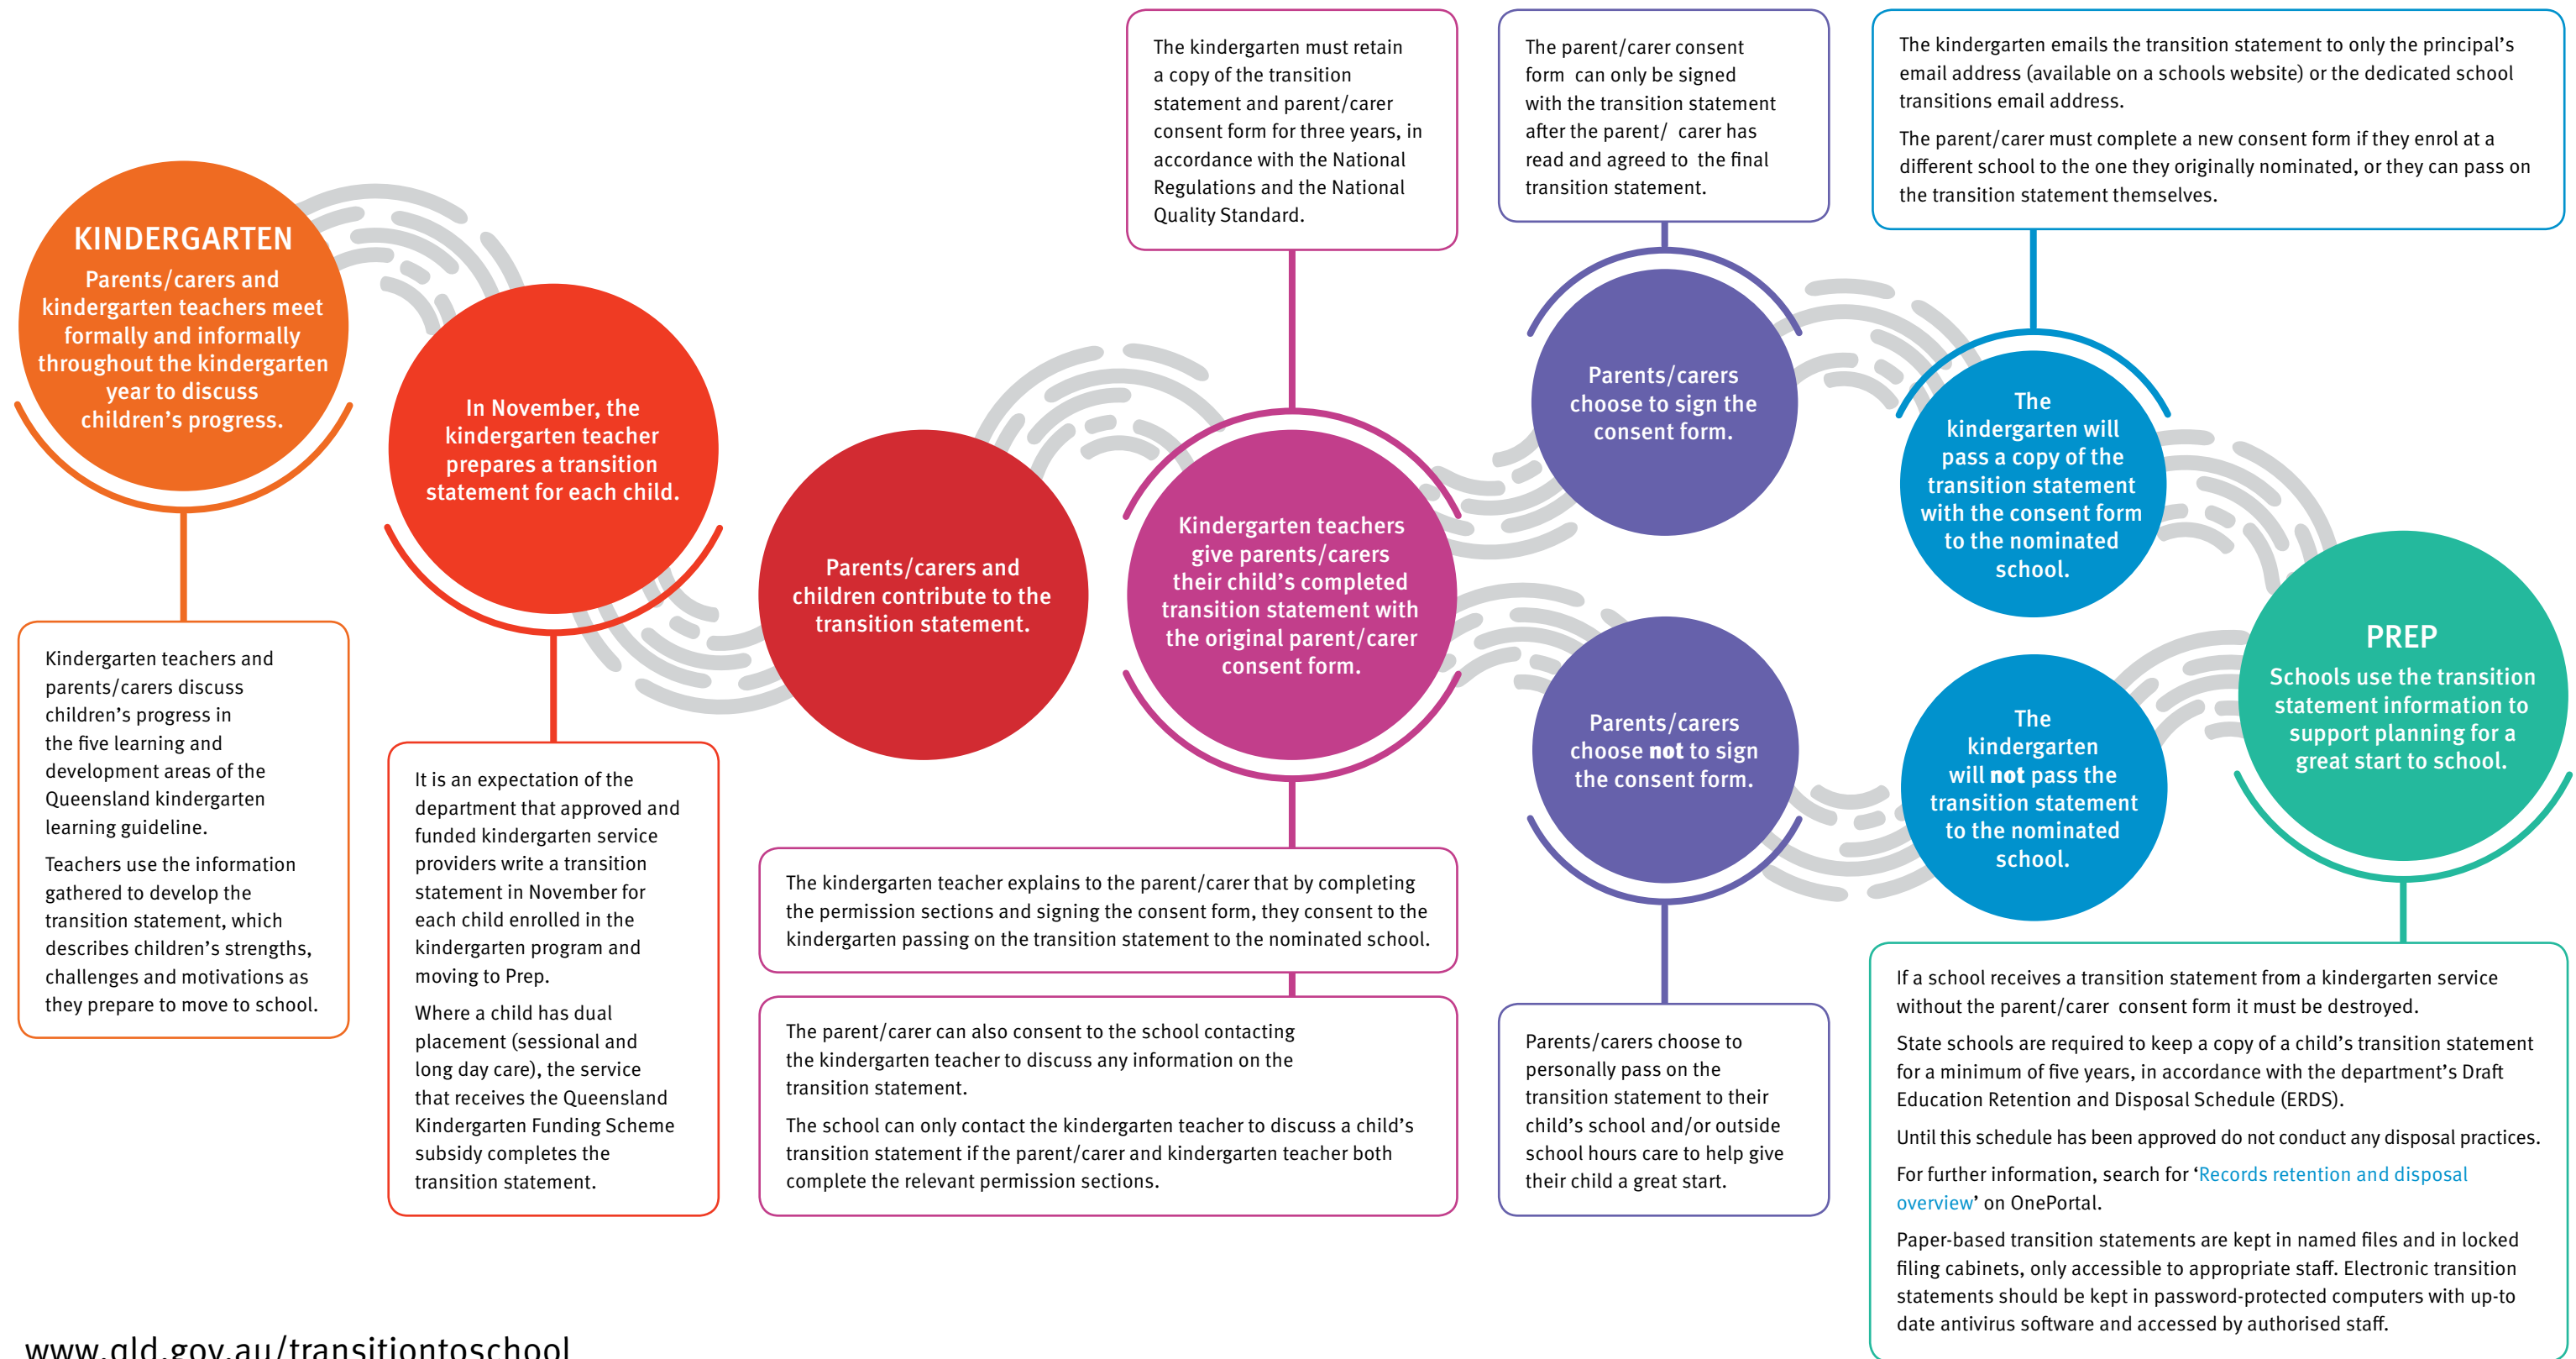 KINDERGARTEN
Parents/carers and
kindergarten teachers meet
formally and informally
throughout the kindergarten
year to discuss
children's progress.
Kindergarten teachers and
parents/carers discuss
children's progress in
the five learning and
development areas of the
Queensland kindergarten
learning guideline.
Teachers use the information
gathered to develop the
transition statement, which
describes children's strengths,
challenges and motivations as
they prepare to move to school.
In November, the
kindergarten teacher
prepares a transition
statement for each child.
It is an expectation of the
department that approved and
funded kindergarten service
providers write a transition
statement in November for
each child enrolled in the
kindergarten program and
moving to Prep.
Where a child has dual
placement (sessional and
long day care), the service
that receives the Queensland
Kindergarten Funding Scheme
subsidy completes the
transition statement.
Parents/carers and
children contribute to the
transition statement.
The kindergarten must retain
a copy of the transition
statement and parent/carer
consent form for three years, in
accordance with the National
Regulations and the National
Quality Standard.
Kindergarten teachers
give parents/carers
their child's completed
transition statement with
the original parent/carer
consent form.
The kindergarten teacher explains to the parent/carer that by completing
the permission sections and signing the consent form, they consent to the
kindergarten passing on the transition statement to the nominated school.
The parent/carer can also consent to the school contacting
the kindergarten teacher to discuss any information on the
transition statement.
The school can only contact the kindergarten teacher to discuss a child's
transition statement if the parent/carer and kindergarten teacher both
complete the relevant permission sections.
The parent/carer consent
form can only be signed
with the transition statement
after the parent/ carer has
read and agreed to the final
transition statement.
Parents/carers
choose to sign the
consent form.
Parents/carers
choose not to sign
the consent form.
Parents/carers choose to
personally pass on the
transition statement to their
child's school and/or outside
school hours care to help give
their child a great start.
The kindergarten emails the transition statement to only the principal's
email address (available on a schools website) or the dedicated school
transitions email address.
The parent/carer must complete a new consent form if they enrol at a
different school to the one they originally nominated, or they can pass on
the transition statement themselves.
The
kindergarten will
pass a copy of the
transition statement
with the consent form
to the nominated
school.
The
kindergarten
will not pass the
transition statement
to the nominated
school.
PREP
Schools use the transition
statement information to
support planning for a
great start to school.
If a school receives a transition statement from a kindergarten service
without the parent/carer consent form it must be destroyed.
State schools are required to keep a copy of a child's transition statement
for a minimum of five years, in accordance with the department's Draft
Education Retention and Disposal Schedule (ERDS).
Until this schedule has been approved do not conduct any disposal practices.
For further information, search for ‘Records retention and disposal
overview’ on OnePortal.
Paper-based transition statements are kept in named files and in locked
filing cabinets, only accessible to appropriate staff. Electronic transition
statements should be kept in password-protected computers with up-to
date antivirus software and accessed by authorised staff.
www.qld.gov.au/transitiontoschool